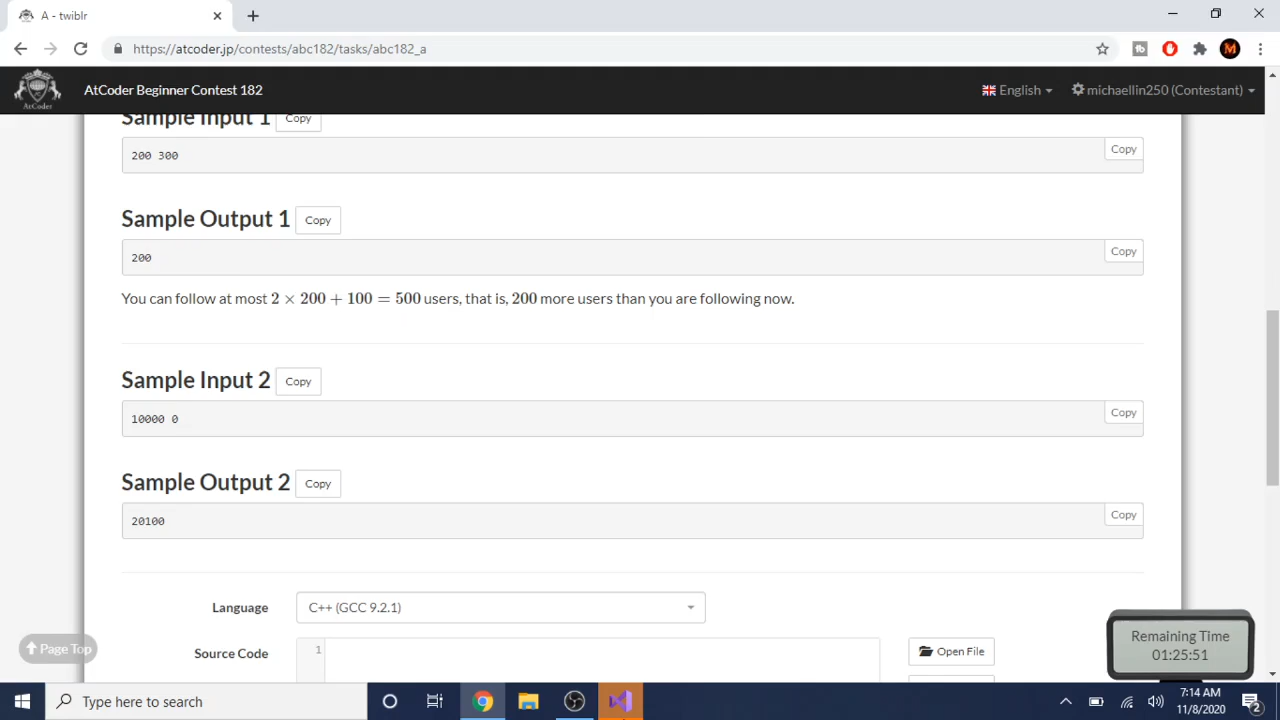 A - twiblr
https://atcoder.jp/contests/abc182/tasks/abc182_a
M
AtCoder
AtCoder Beginner Contest 182
English
michaellin250 (Contestant)
Sample Input 1
Copy
200 300
Copy
Sample Output 1
Copy
200
Copy
You can follow at most 2 × 200 + 100 = 500 users, that is, 200 more users than you are following now.
Sample Input 2
Copy
10000 0
Copy
Sample Output 2
Copy
20100
Copy
Language
C++ (GCC 9.2.1)
Page Top
Source Code
1
Open File
Remaining Time
01:25:51
Type here to search
7:14 AM
11/8/2020
2